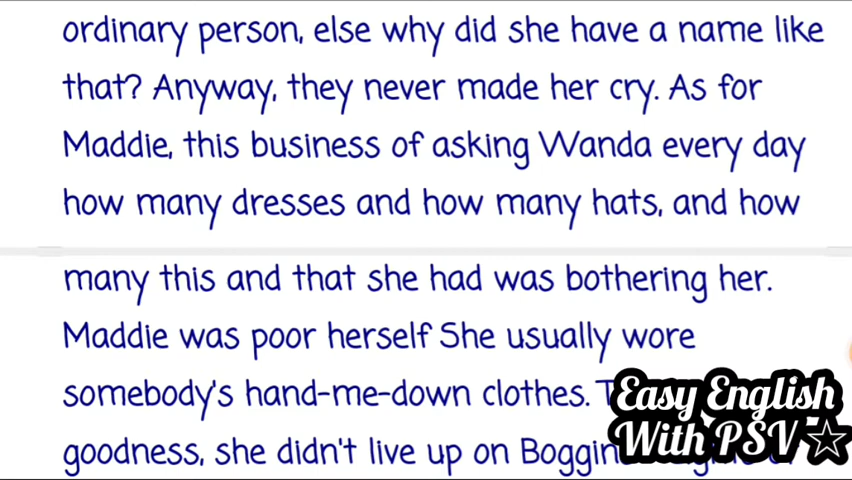 ordinary person, else why did she have a name like
that? Anyway, they never made her cry. As for
Maddie, this business of asking Wanda every day
how many dresses and how many hats, and how
many this and that she had was bothering her.
Maddie was poor herself She usually wore
somebody's hand-me-down clothes.
goodness, she didn't live up on
Easy English
With PSV ☆